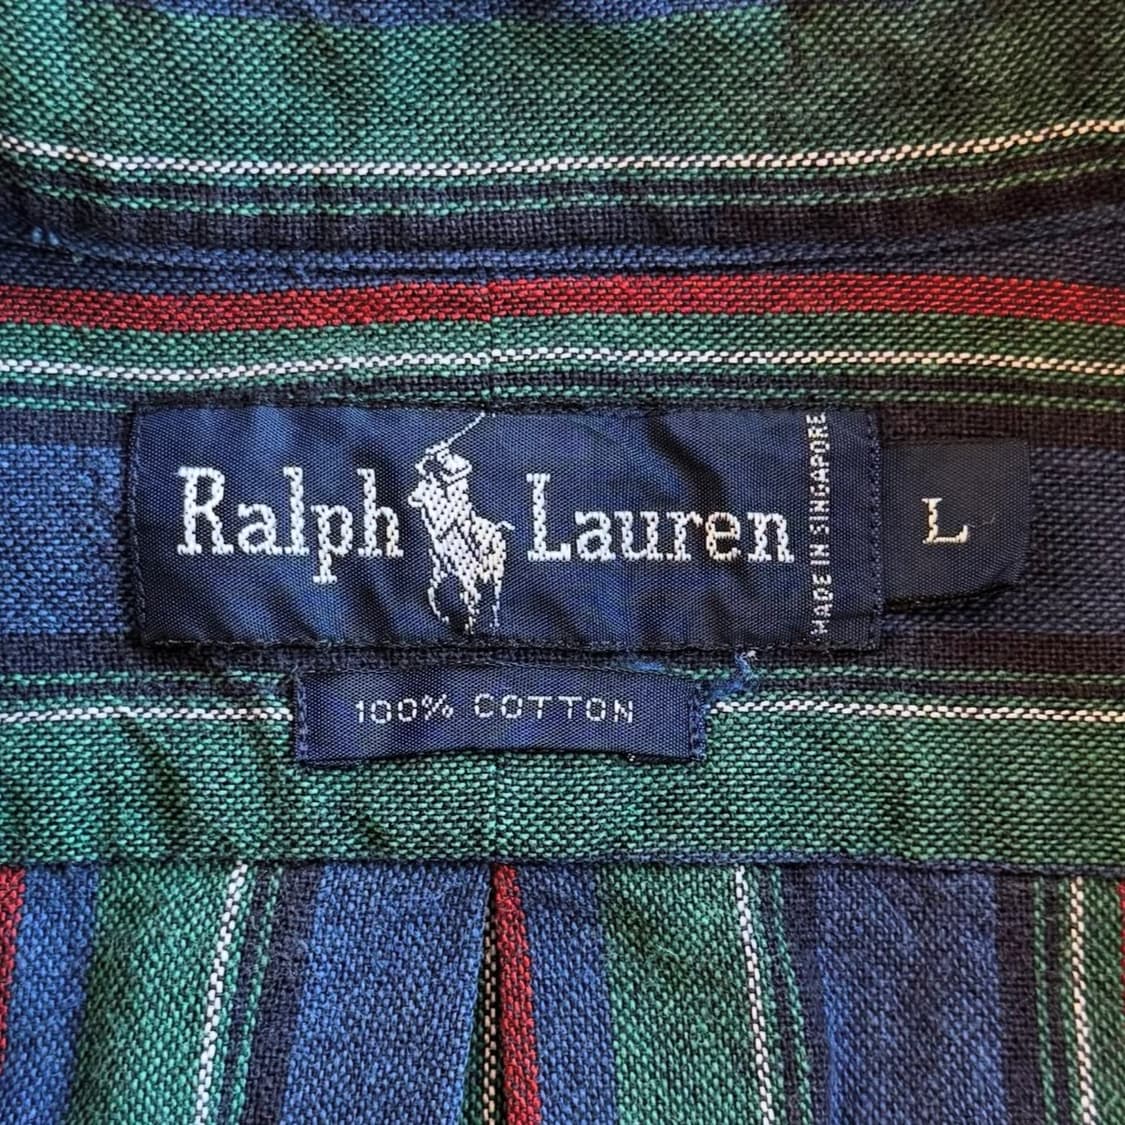 Ralph Lauren
MADE IN SINGAPORE
L
100% COTTON